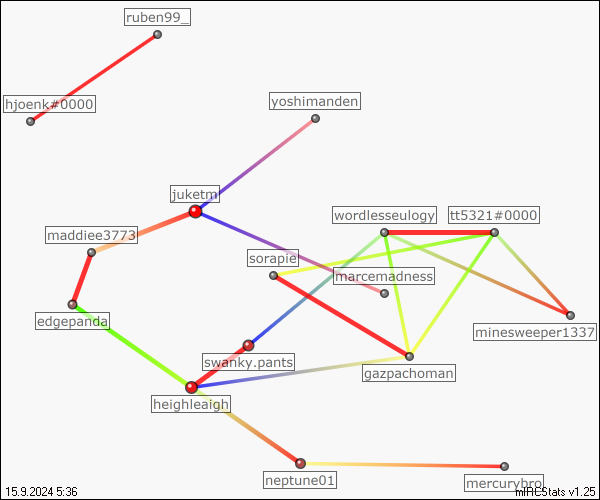 ruben99_
hjoenk#0000
yoshimanden
juketm
wordlesseulogy
tt5321#0000
maddiee3773
sorapie
marcemadness
edgepanda
minesweeper1337
swanky.pants
gazpachoman
heighleaigh
neptune01
mercurybro
15.9.2024 5:36
mIRCStats v1.25